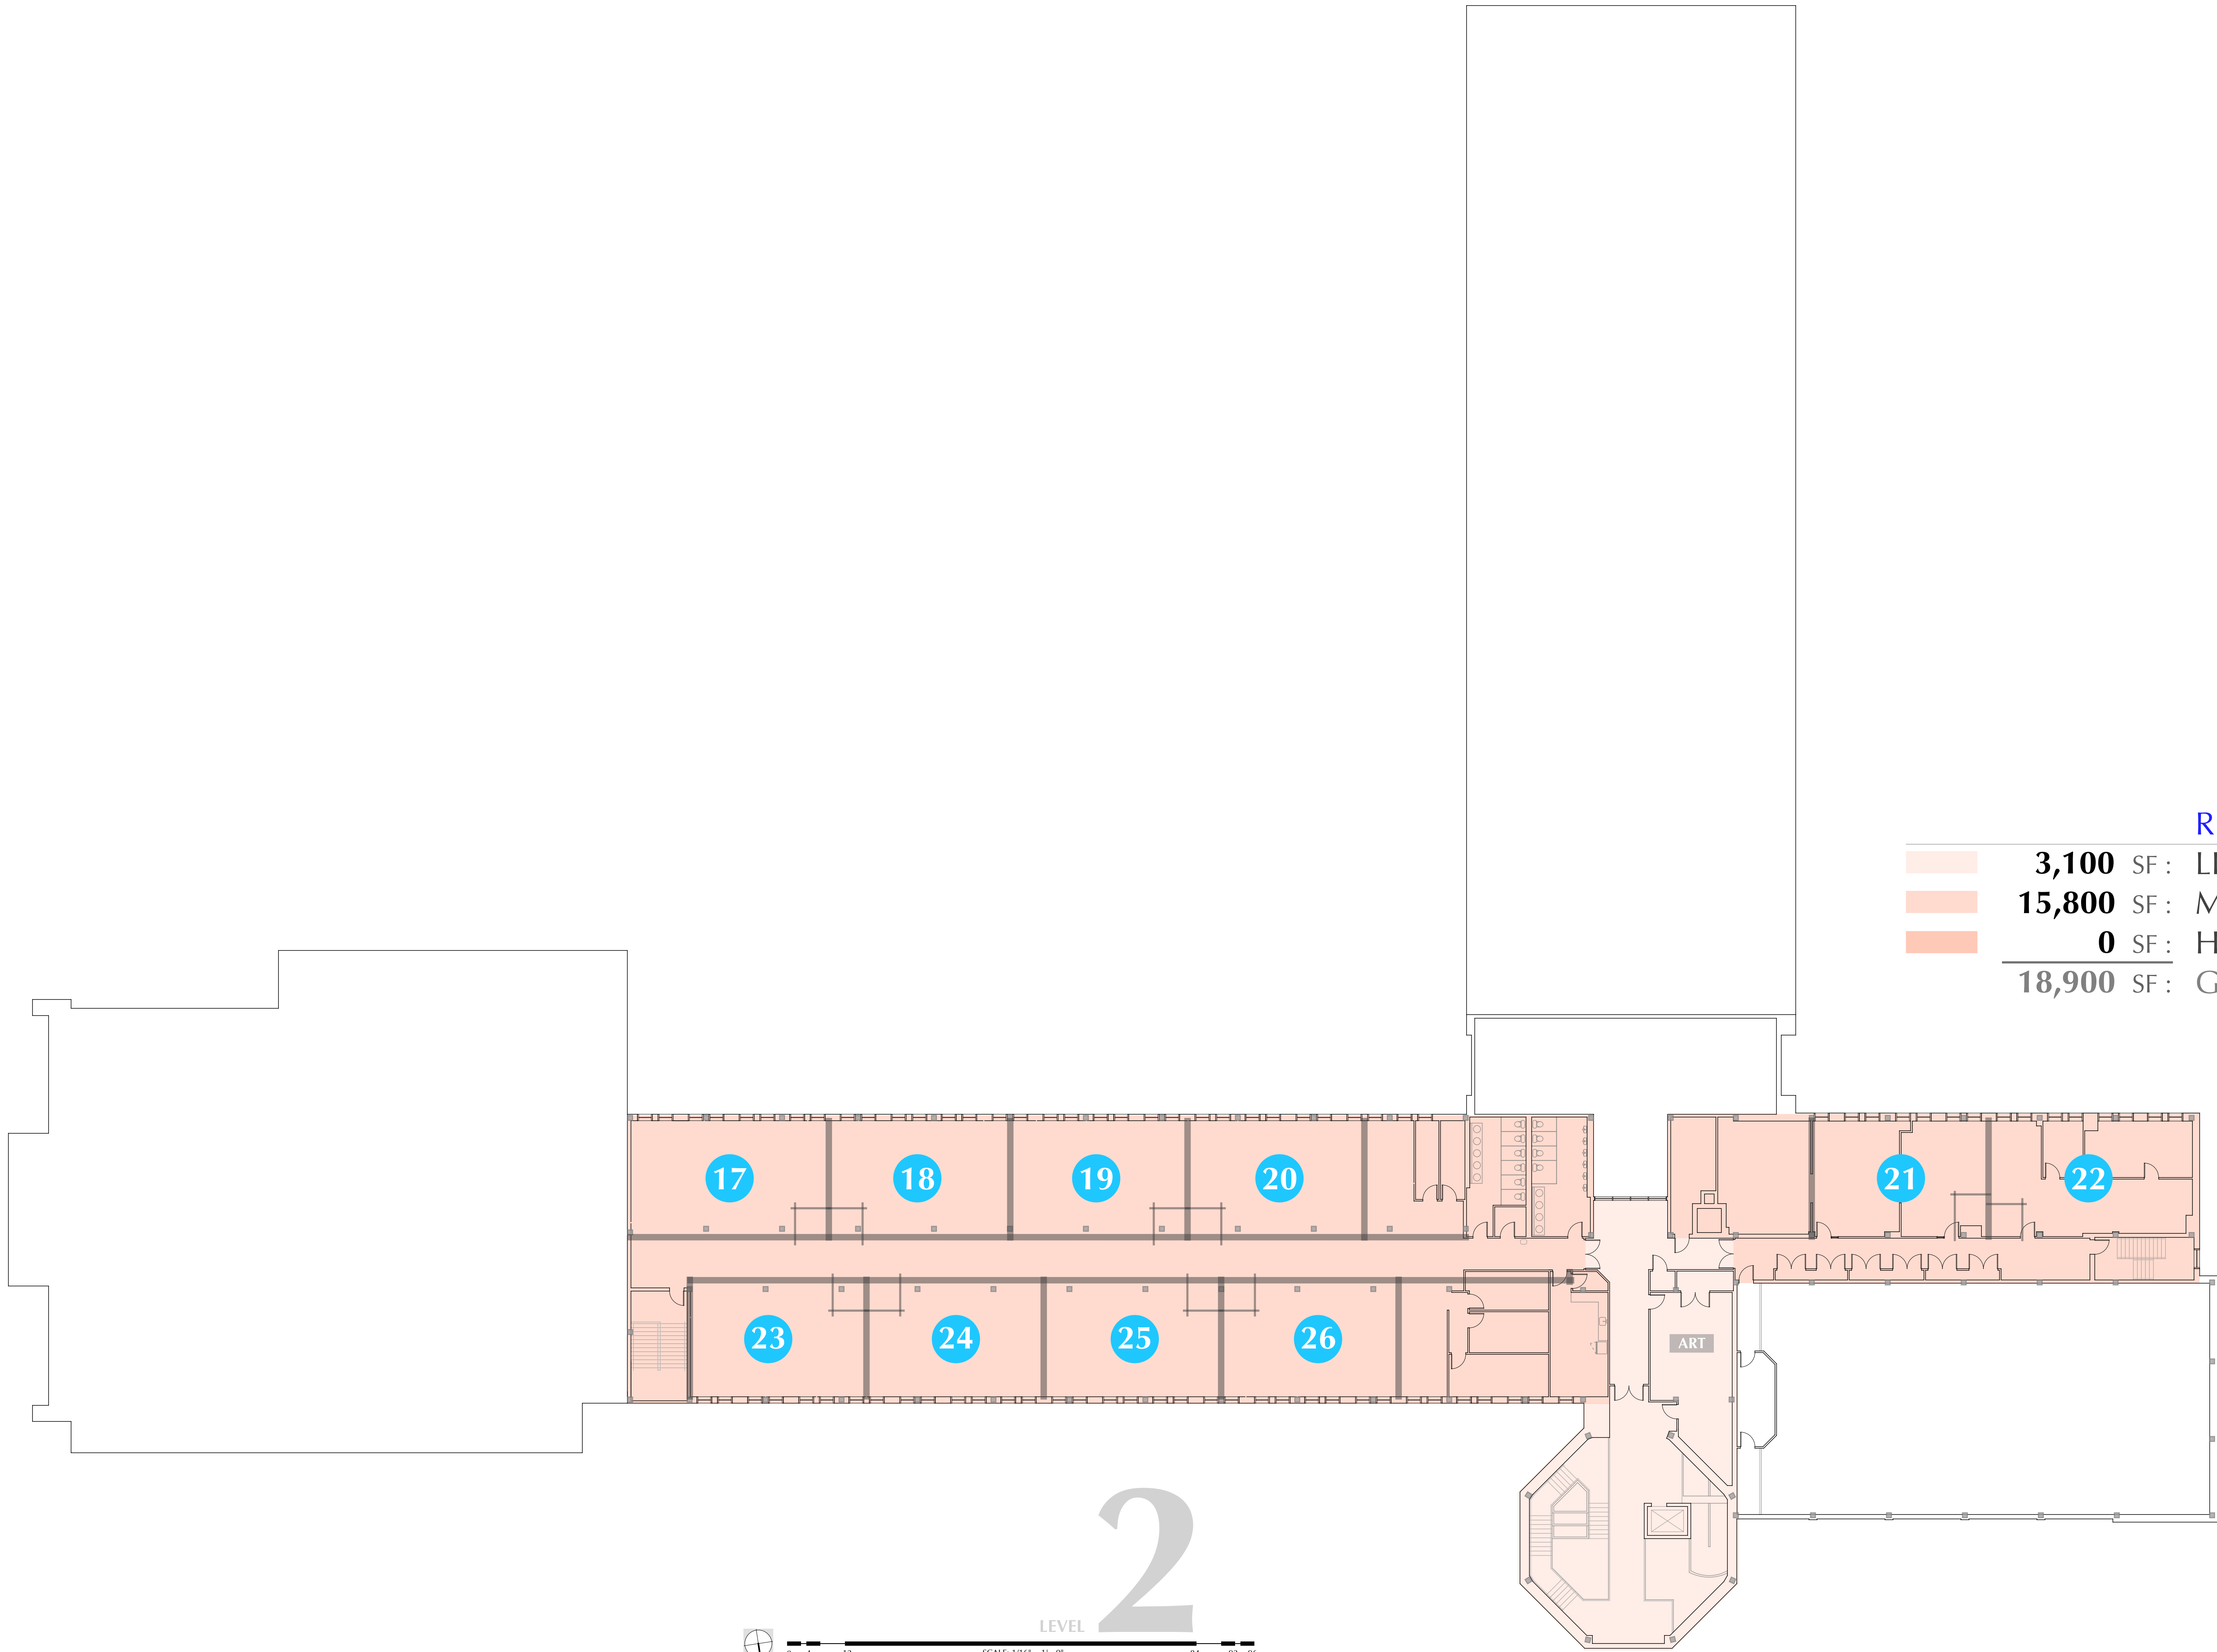 R
3,100 SF : LE
15,800 SF : M
0 SF : H
18,900 SF : G
17 18 19 20 21 22
23 24 25 26 ART
2
LEVEL